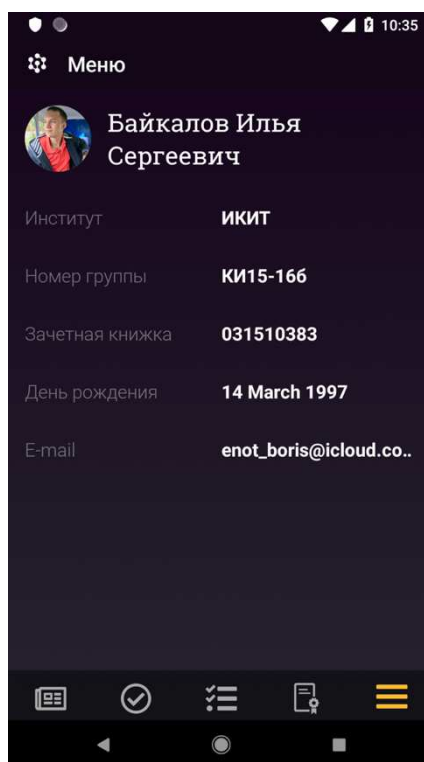 10:35
Меню
Байкалов Илья
Сергеевич
Институт ИКИТ
Номер группы КИ15-16б
Зачетная книжка 031510383
День рождения 14 March 1997
E-mail enot_boris@icloud.co..